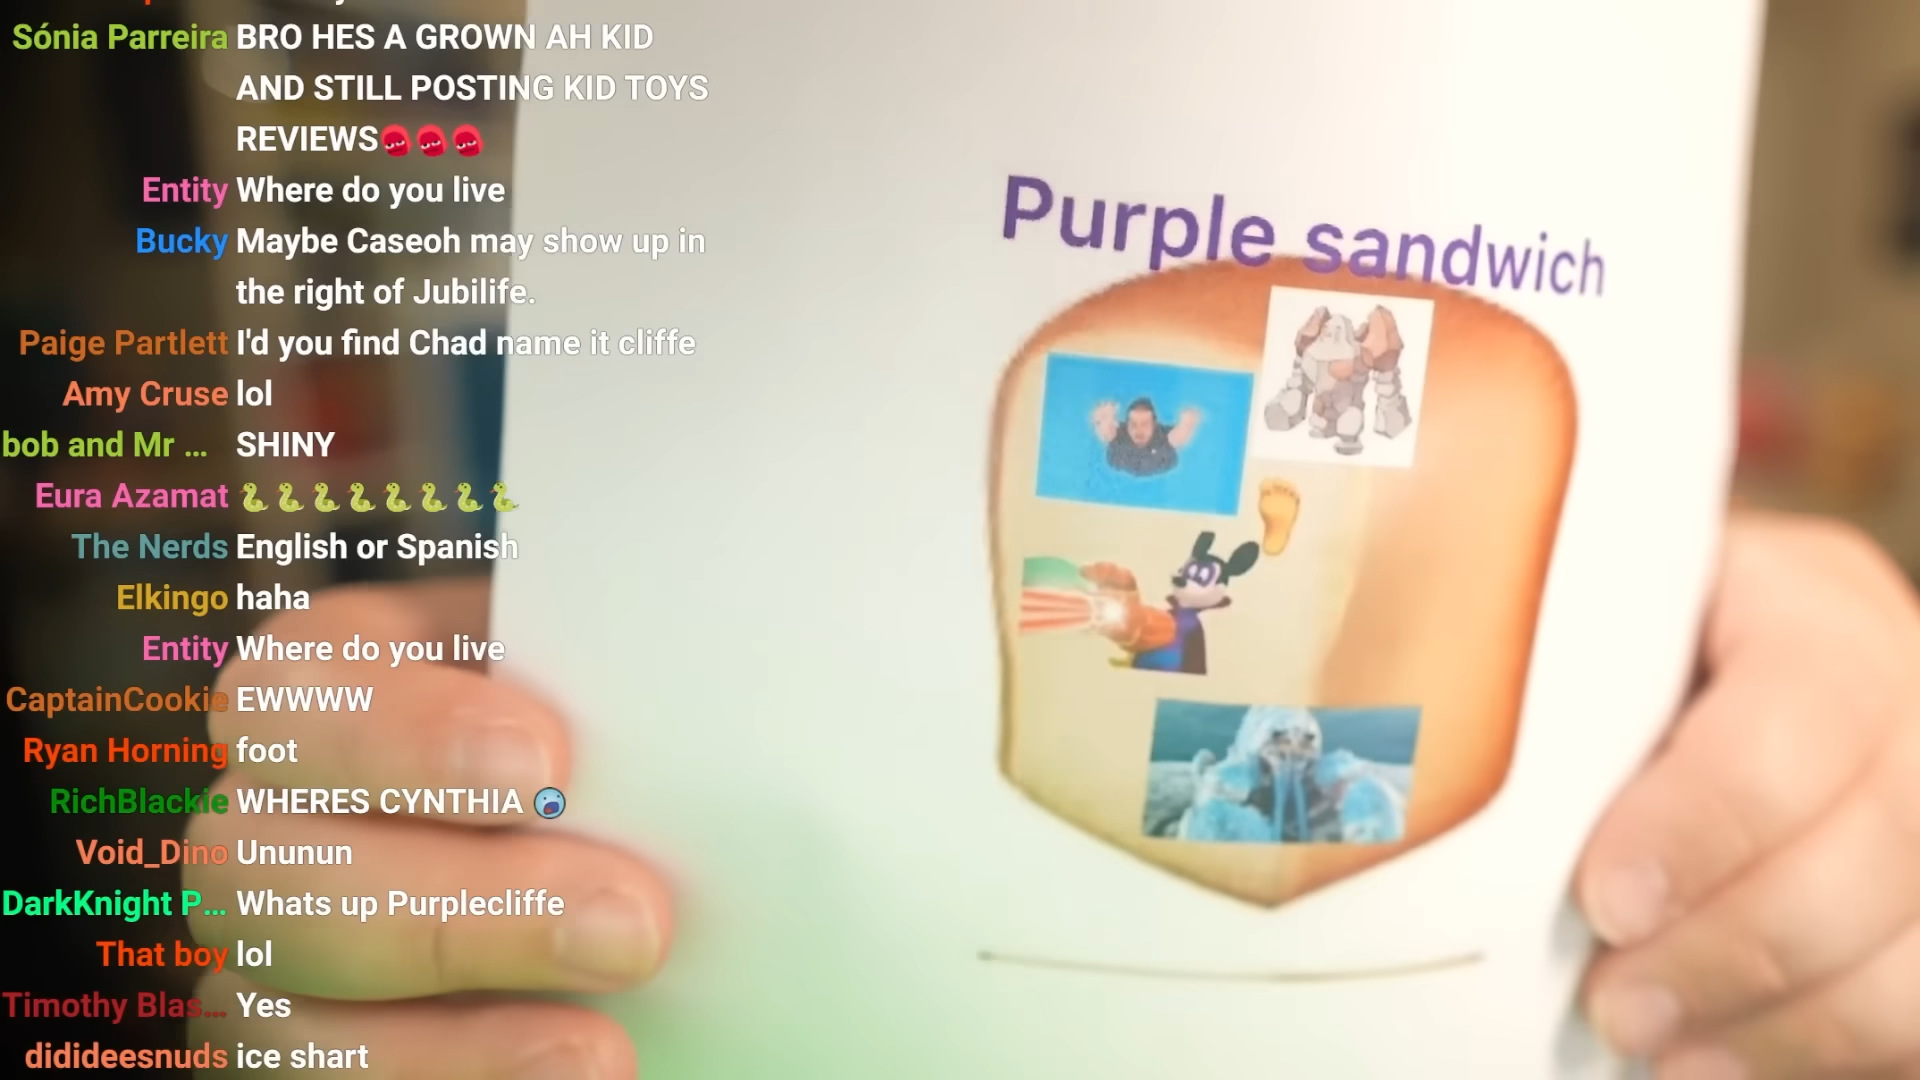 Sónia Parreira BRO HES A GROWN AH KID
AND STILL POSTING KID TOYS
REVIEWS
Entity Where do you live
Bucky Maybe Caseoh may show up in
the right of Jubilife.
Paige Partlett I'd you find Chad name it cliffe
Amy Cruse lol
bob and Mr ... SHINY
Eura Azamat 🐍🐍🐍🐍🐍🐍🐍🐍
The Nerds English or Spanish
Elkingo haha
Entity Where do you live
CaptainCookie EWWWW
Ryan Horning foot
RichBlackie WHERES CYNTHIA
Void_Dino Ununun
DarkKnight P... Whats up Purplecliffe
That boy lol
Timothy Blas... Yes
didideesnuds ice shart
Purple sandwich